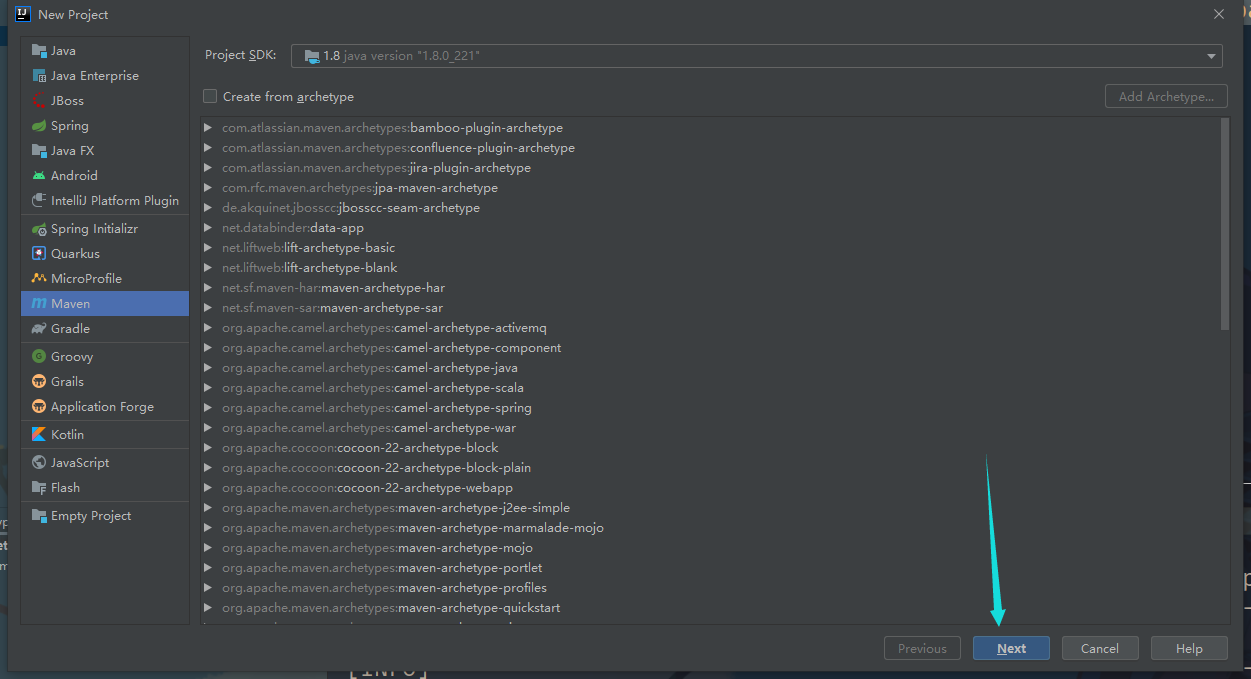 New Project
Java
Java Enterprise
JBoss
Spring
Java FX
Android
IntelliJ Platform Plugin
Spring Initializr
Quarkus
MicroProfile
Maven
Gradle
Groovy
Grails
Application Forge
Kotlin
JavaScript
Flash
Empty Project
Project SDK: 1.8 java version "1.8.0_221"
Create from archetype
Add Archetype...
com.atlassian.maven.archetypes:bamboo-plugin-archetype
com.atlassian.maven.archetypes:confluence-plugin-archetype
com.atlassian.maven.archetypes:jira-plugin-archetype
com.rfc.maven.archetypes:jpa-maven-archetype
de.akquinet.jbosscc:jbosscc-seam-archetype
net.databinder:data-app
net.liftweb:lift-archetype-basic
net.liftweb:lift-archetype-blank
net.sf.maven-har:maven-archetype-har
net.sf.maven-sar:maven-archetype-sar
org.apache.camel.archetypes:camel-archetype-activemq
org.apache.camel.archetypes:camel-archetype-component
org.apache.camel.archetypes:camel-archetype-java
org.apache.camel.archetypes:camel-archetype-scala
org.apache.camel.archetypes:camel-archetype-spring
org.apache.camel.archetypes:camel-archetype-war
org.apache.cocoon:cocoon-22-archetype-block
org.apache.cocoon:cocoon-22-archetype-block-plain
org.apache.cocoon:cocoon-22-archetype-webapp
org.apache.maven.archetypes:maven-archetype-j2ee-simple
org.apache.maven.archetypes:maven-archetype-marmalade-mojo
org.apache.maven.archetypes:maven-archetype-mojo
org.apache.maven.archetypes:maven-archetype-portlet
org.apache.maven.archetypes:maven-archetype-profiles
org.apache.maven.archetypes:maven-archetype-quickstart
Previous Next Cancel Help
[INFO]